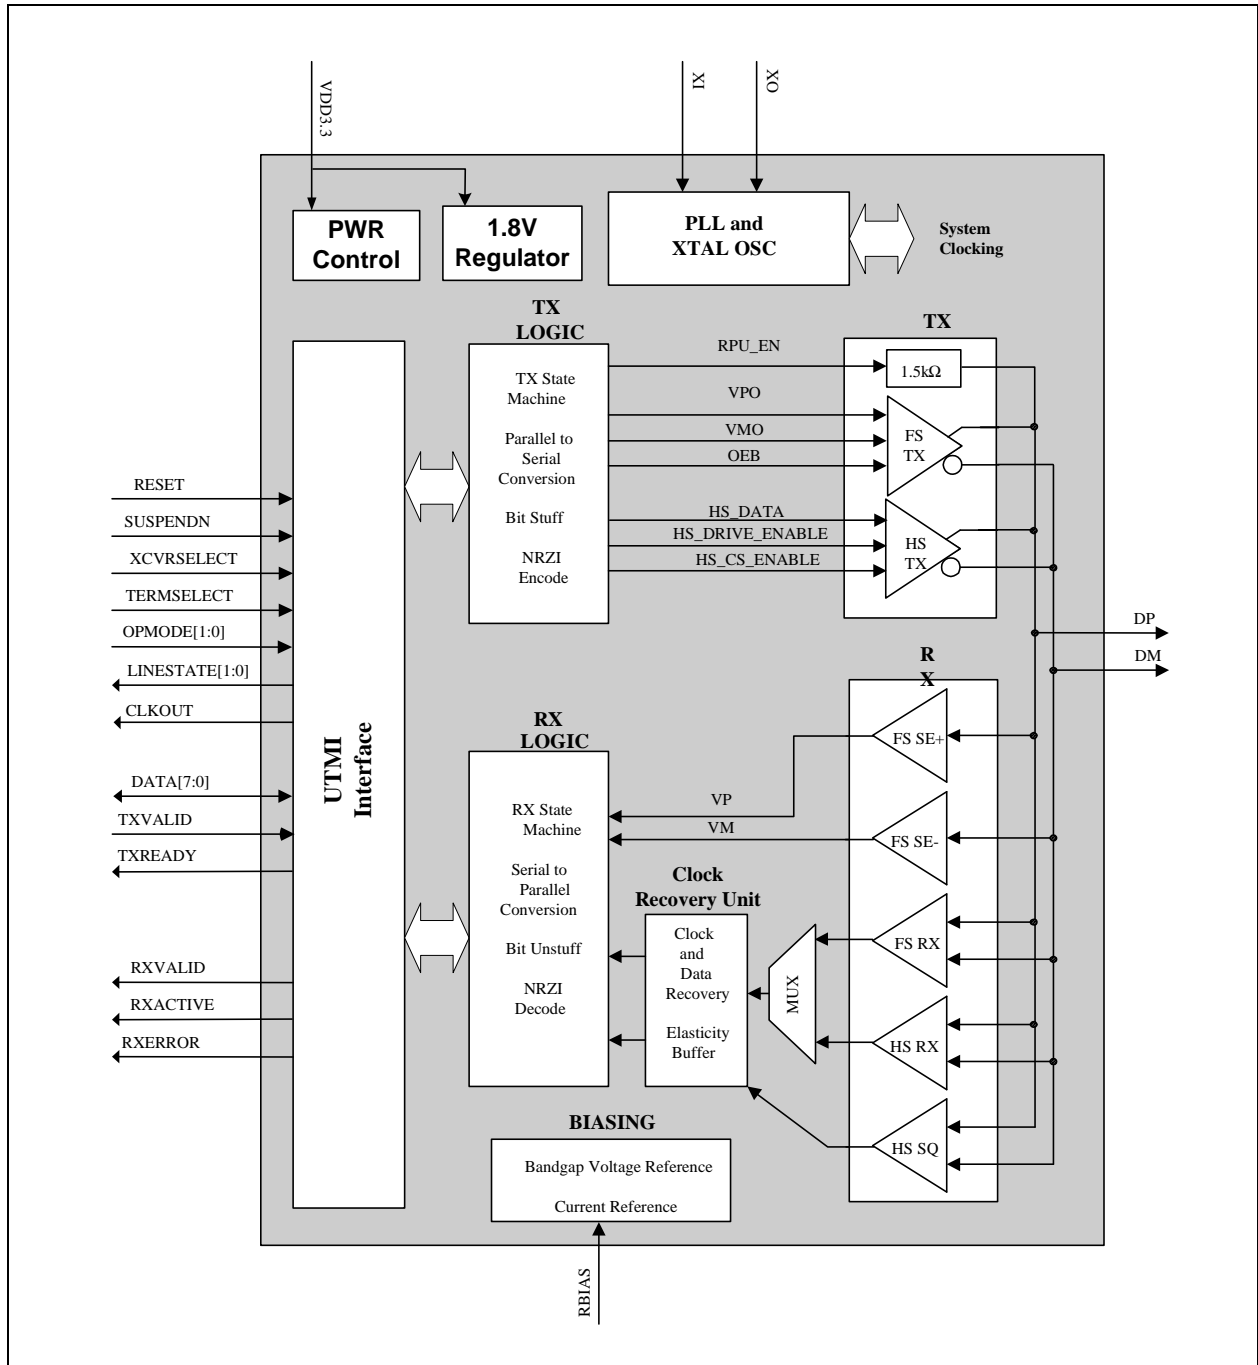 VDD3.3
XI
XO
PWR
Control
1.8V
Regulator
PLL and
XTAL OSC
System
Clocking
TX
LOGIC
TX State
Machine
Parallel to
Serial
Conversion
Bit Stuff
NRZI
Encode
RPU_EN
VPO
VMO
OEB
HS_DATA
HS_DRIVE_ENABLE
HS_CS_ENABLE
TX
1.5kΩ
FS
TX
HS
TX
RESET
SUSPENDN
XCVRSELECT
TERMSELECT
OPMODE[1:0]
LINESTATE[1:0]
CLKOUT
DATA[7:0]
TXVALID
TXREADY
RXVALID
RXACTIVE
RXERROR
UTMI
Interface
DP
DM
RX
LOGIC
RX State
Machine
Serial to
Parallel
Conversion
Bit Unstuff
NRZI
Decode
VP
VM
Clock
Recovery Unit
Clock
and
Data
Recovery
Elasticity
Buffer
MUX
R
X
FS SE+
FS SE-
FS RX
HS RX
HS SQ
BIASING
Bandgap Voltage Reference
Current Reference
RBIAS